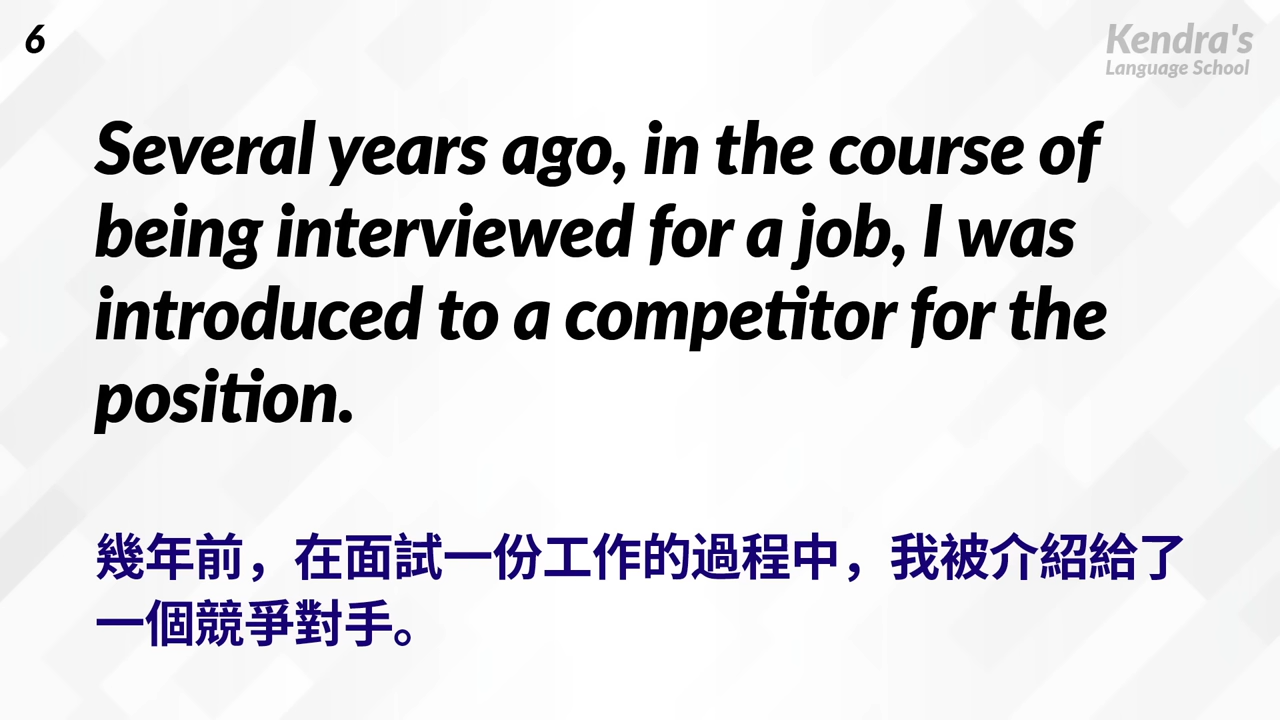 6
Kendra's
Language School
Several years ago, in the course of
being interviewed for a job, I was
introduced to a competitor for the
position.
幾年前，在面試一份工作的過程中，我被介紹給了
一個競爭對手。